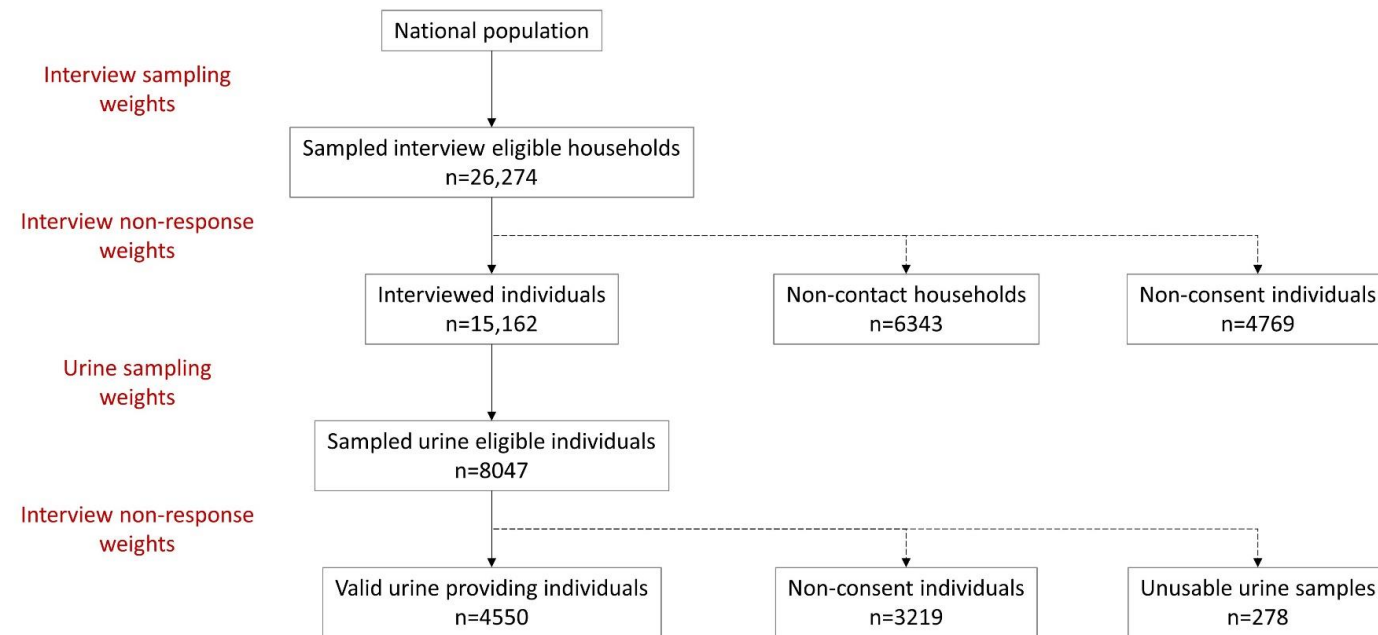 National population
Interview sampling
weights
Sampled interview eligible households
n=26,274
Interview non-response
weights
Interviewed individuals
n=15,162
Non-contact households
n=6343
Non-consent individuals
n=4769
Urine sampling
weights
Sampled urine eligible individuals
n=8047
Interview non-response
weights
Valid urine providing individuals
n=4550
Non-consent individuals
n=3219
Unusable urine samples
n=278